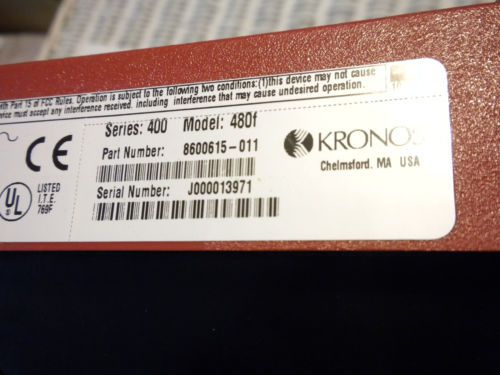 with Part 15 of FCC Rules. Operation is subject to the following two conditions:(1)this device may not cause
device must accept any interference received, including interference that may cause undesired operation.
CE
Series: 400 Model: 480f
Part Number: 8600615-011
KRONOS
Chelmsford, MA USA
UL
LISTED
I.T.E.
769F
Serial Number: J000013971